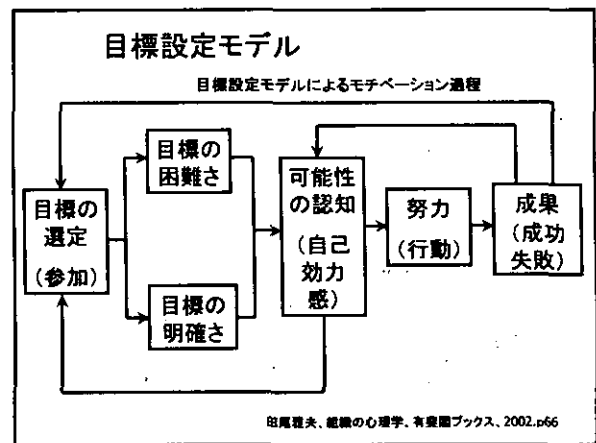 目標設定モデル
目標設定モデルによるモチベーション過程
目標の
選定
(参加)
目標の
困難さ
目標の
明確さ
可能性
の認知
(自己
効力
感)
努力
(行動)
成果
(成功
失敗)
田尾雅夫、組織の心理学、有斐閣ブックス、2002.p66